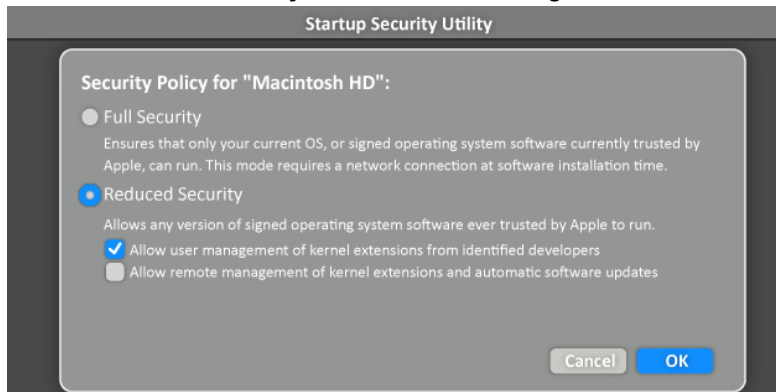 Startup Security Utility
Security Policy for "Macintosh HD":
Full Security
Ensures that only your current OS, or signed operating system software currently trusted by
Apple, can run. This mode requires a network connection at software installation time.
Reduced Security
Allows any version of signed operating system software ever trusted by Apple to run.
Allow user management of kernel extensions from identified developers
Allow remote management of kernel extensions and automatic software updates
Cancel OK